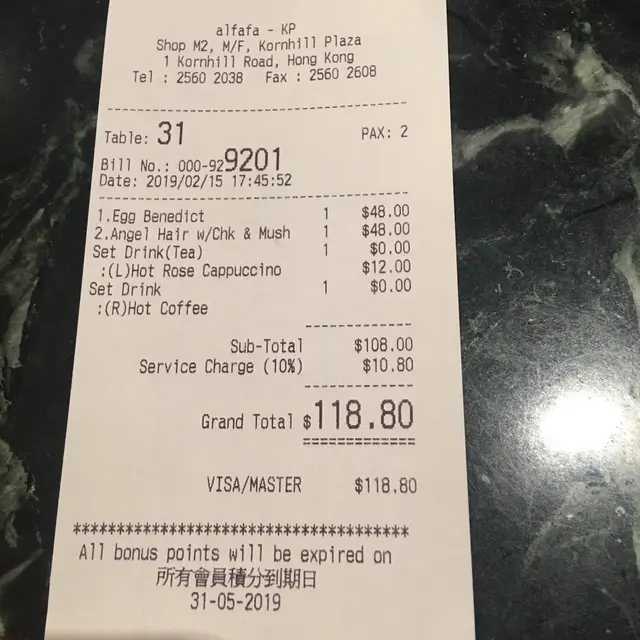 alfafa - KP
Shop M2, M/F, Kornhill Plaza
1 Kornhill Road, Hong Kong
Tel : 2560 2038 Fax : 2560 2608
Table: 31 PAX: 2
Bill No.: 000-929201
Date: 2019/02/15 17:45:52
1.Egg Benedict 1 $48.00
2.Angel Hair w/Chk & Mush 1 $48.00
Set Drink(Tea) 1 $0.00
:(L)Hot Rose Cappuccino $12.00
Set Drink 1 $0.00
:(R)Hot Coffee
Sub-Total $108.00
Service Charge (10%) $10.80
Grand Total $118.80
VISA/MASTER $118.80
****************************************
All bonus points will be expired on
所有會員積分到期日
31-05-2019